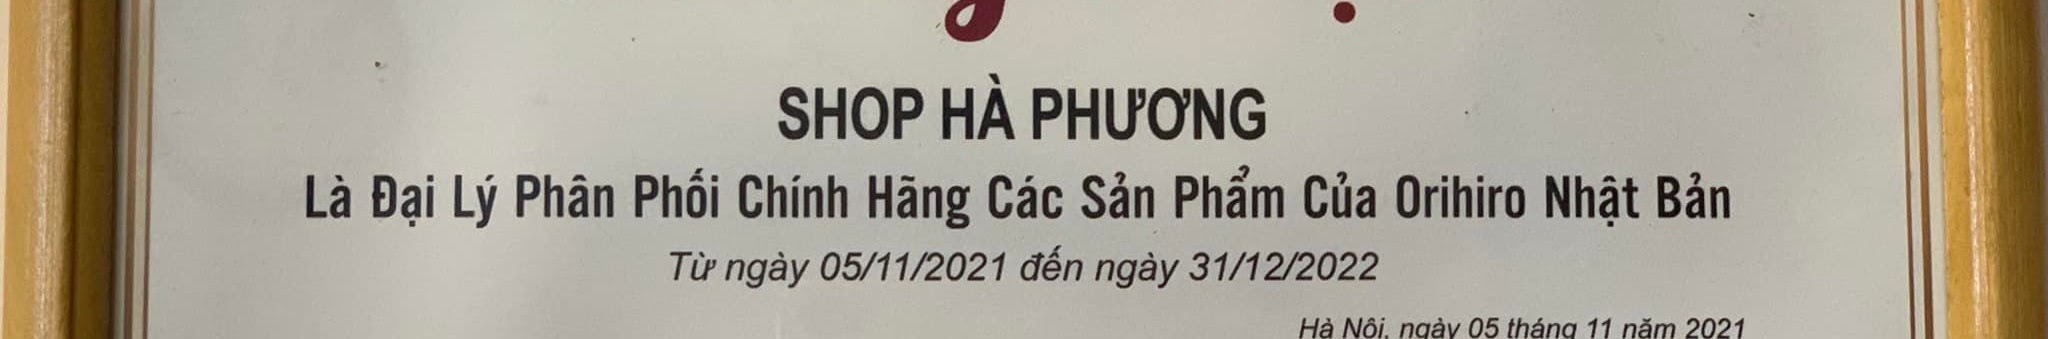 SHOP HÀ PHƯƠNG
Là Đại Lý Phân Phối Chính Hãng Các Sản Phẩm Của Orihiro Nhật Bản
Từ ngày 05/11/2021 đến ngày 31/12/2022
Hà Nội, ngày 05 tháng 11 năm 2021